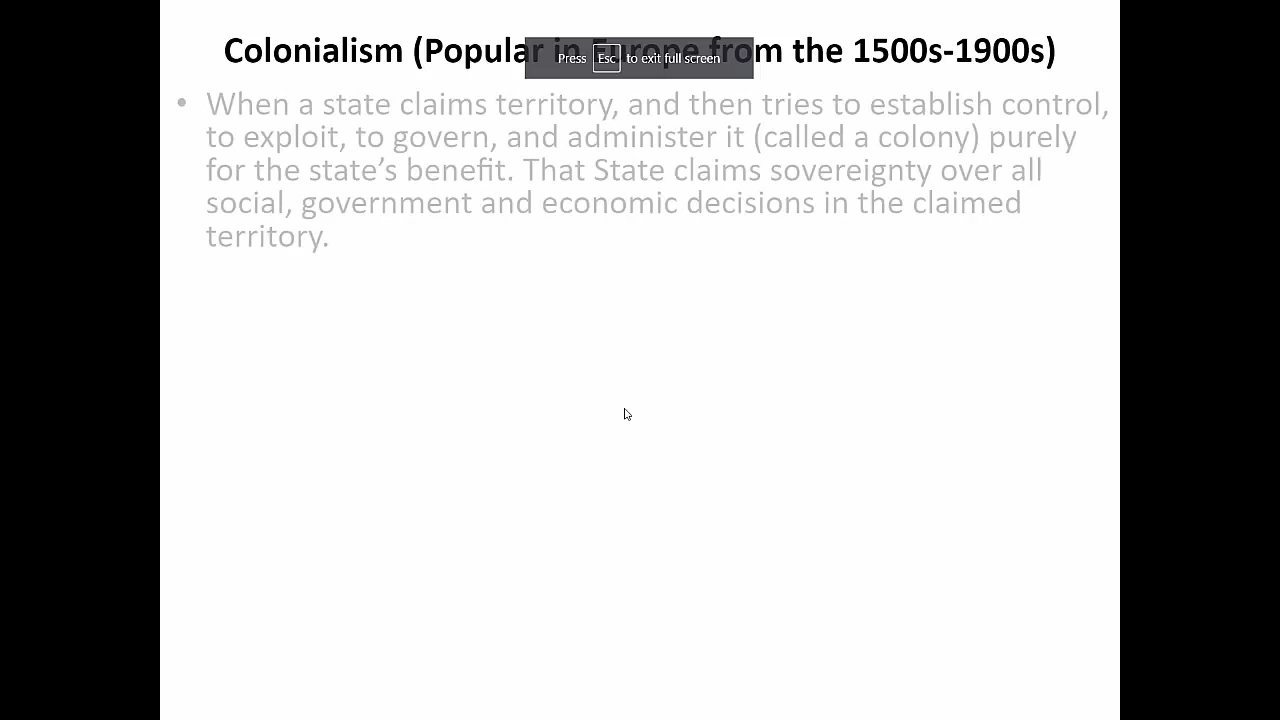 Colonialism (Popular in Europe from the 1500s-1900s)
Press Esc to exit full screen
• When a state claims territory, and then tries to establish control,
to exploit, to govern, and administer it (called a colony) purely
for the state’s benefit. That State claims sovereignty over all
social, government and economic decisions in the claimed
territory.